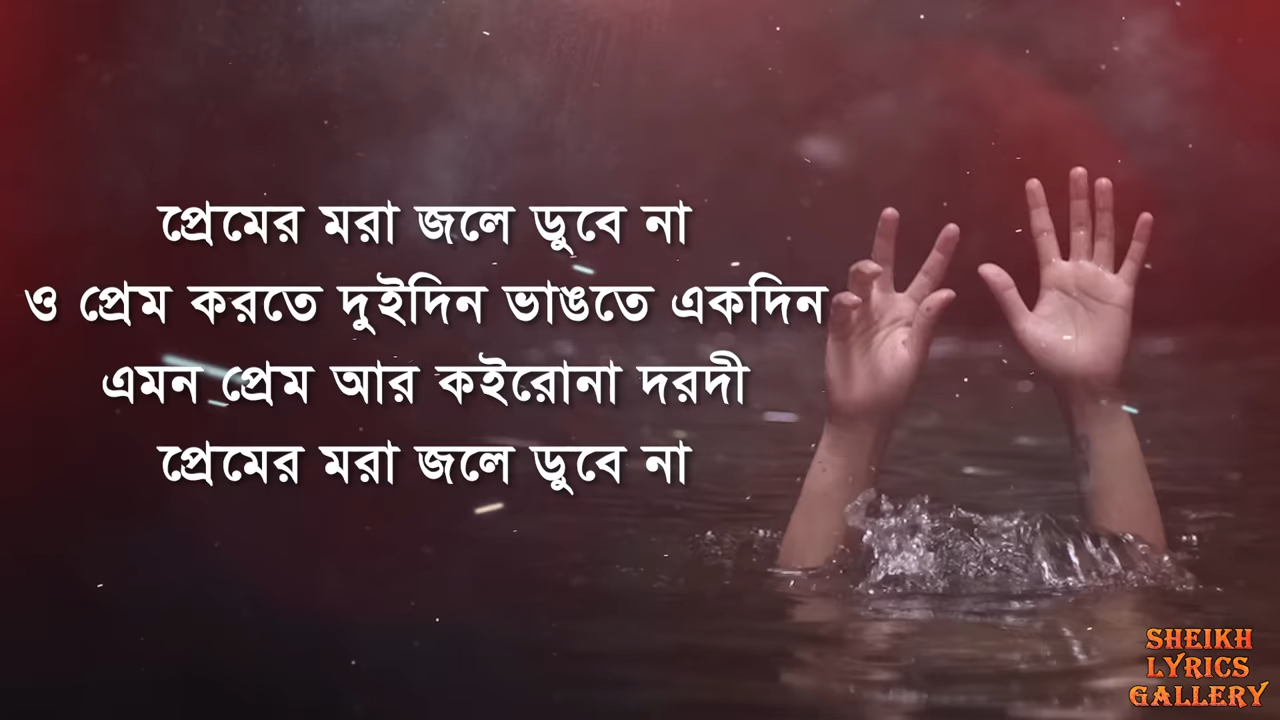 প্রেমের মরা জলে ডুবে না
ও প্রেম করতে দুইদিন ভাঙতে একদিন
এমন প্রেম আর কইরোনা দরদী
প্রেমের মরা জলে ডুবে না
SHEIKH
LYRICS
GALLERY